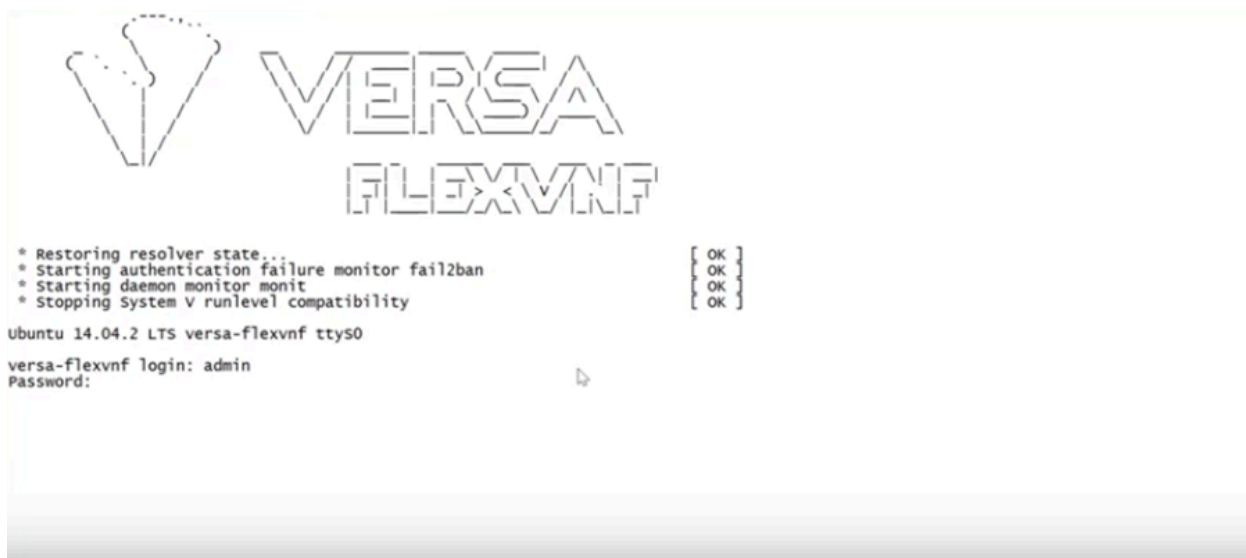 VERSA
FLEXVNF
* Restoring resolver state... [ OK ]
* Starting authentication failure monitor fail2ban [ OK ]
* Starting daemon monitor monit [ OK ]
* Stopping System V runlevel compatibility [ OK ]
Ubuntu 14.04.2 LTS versa-flexvnf ttyS0
versa-flexvnf login: admin
Password: